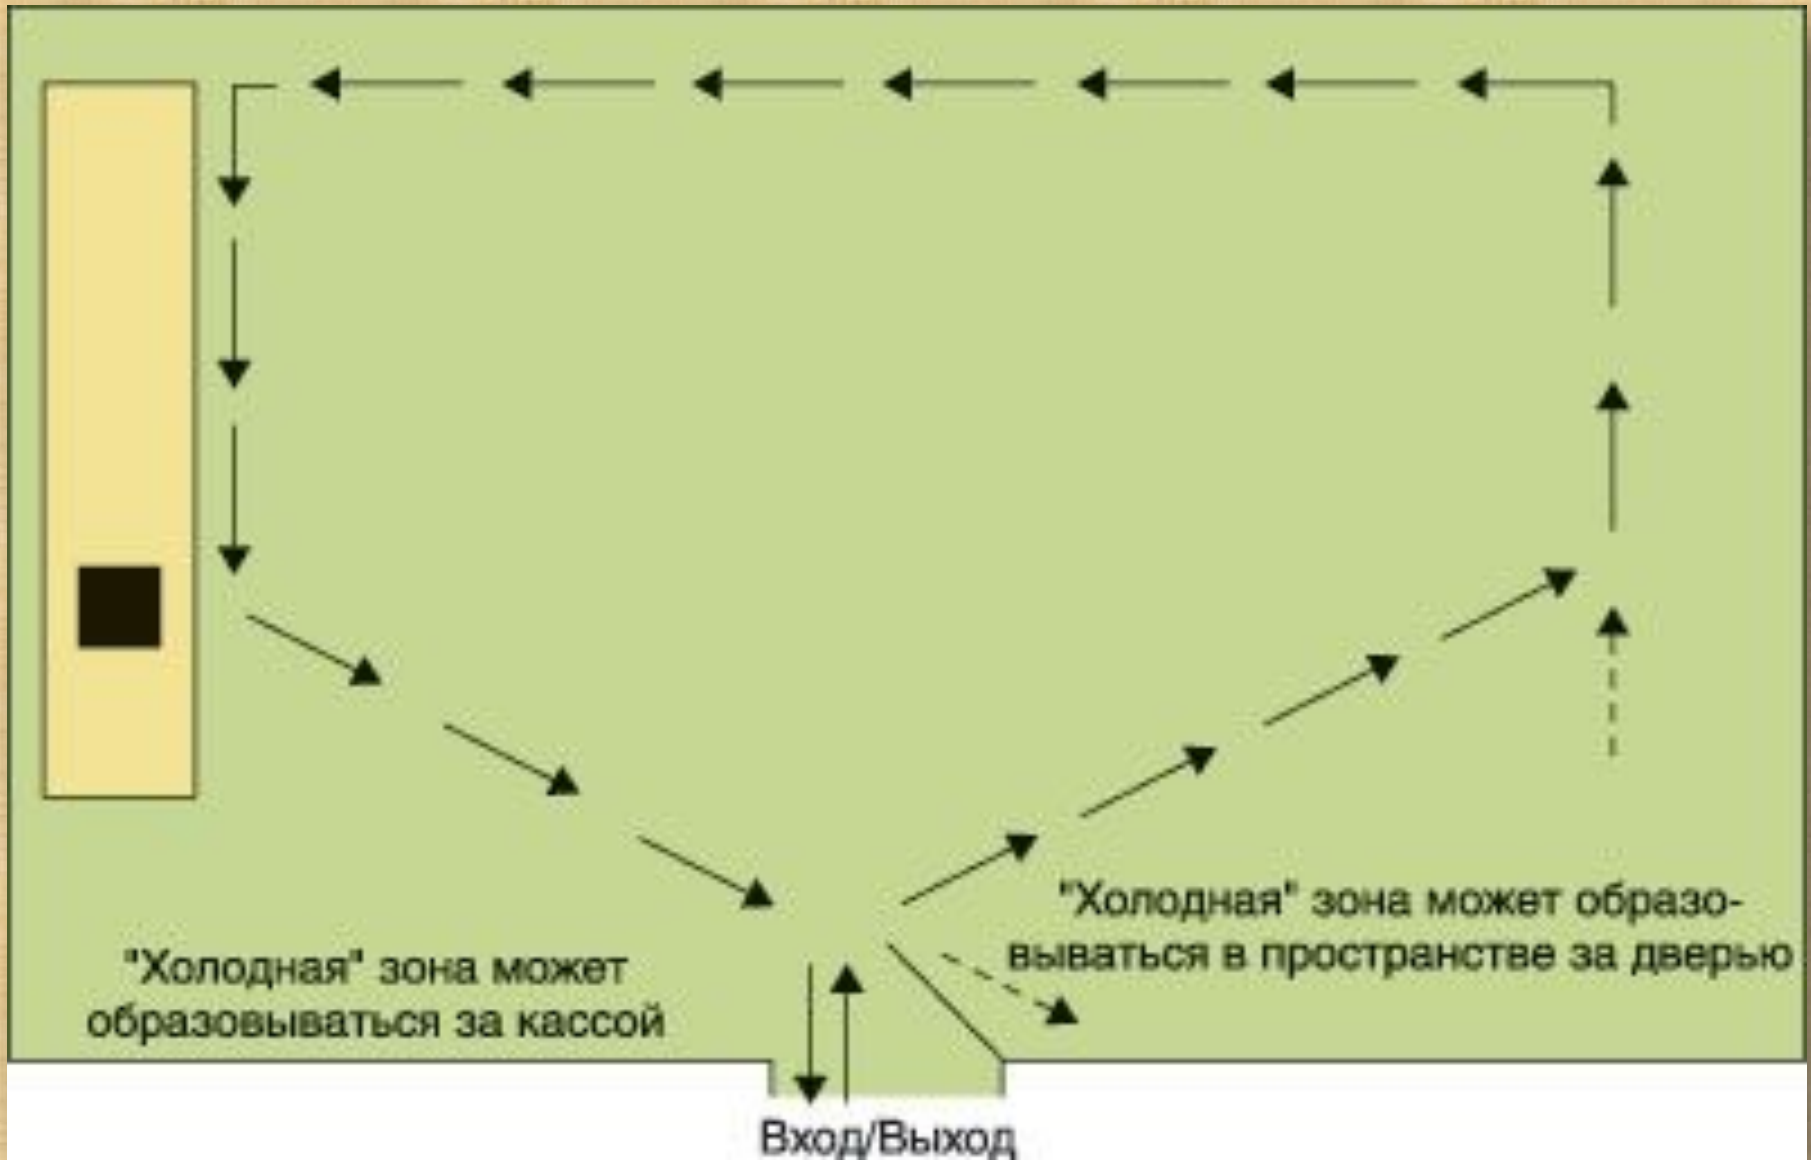 "Холодная" зона может образо-
вываться в пространстве за дверью
"Холодная" зона может
образовываться за кассой
Вход/Выход